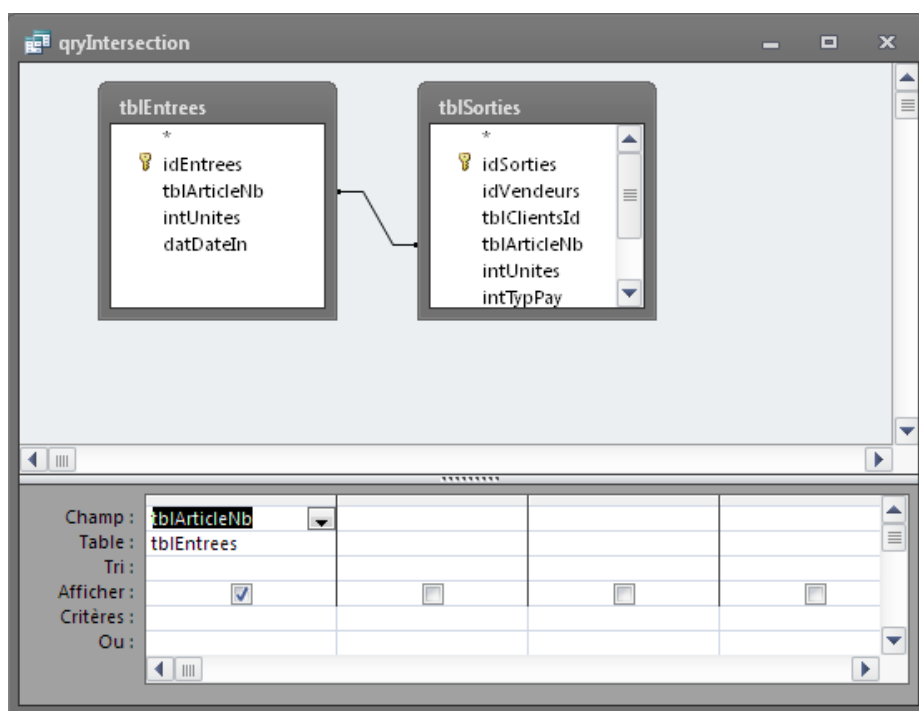 qryIntersection
tblEntrees
*
idEntrees
tblArticleNb
intUnites
datDateIn
tblSorties
*
idSorties
idVendeurs
tblClientsId
tblArticleNb
intUnites
intTypPay
Champ : tblArticleNb
Table : tblEntrees
Tri :
Afficher :
Critères :
Ou :